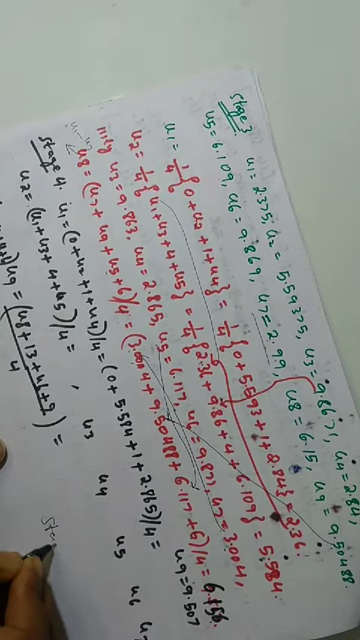 Stage 3 u1 = 2.375, u2 = 5.59375, u3 = 9.867, u4 = 2.84,
u5 = 6.109, u6 = 9.869, u7 = 2.99, u8 = 6.15, u9 = 9.50488.
u1 = 1/4{0 + u2 + 1 + u4} = 1/4{0 + 5.5993 + 1 + 2.84} = 2.36.
u2 = 1/4{u1 + u3 + 4 + u5} = 1/4{2.36 + 9.86 + 4 + 6.109} = 5.584.
u3 = 9.863. u4 = 2.865, u5 = 6.117, u6 = 9.872, u7 = 3.004,
u8 = (u7 + u9 + u5 + 6)/4 = (3.004 + 9.50488 + 6.117 + 6)/4 = 6.156. u9 = 9.507
Stage 4, u1 = (0 + u2 + 1 + u4)/4 = (0 + 5.584 + 1 + 2.865)/4 =
u2 = (u1 + u3 + 4 + u5)/4 = , u3 u4 u5 u6
u9 = (u8 + 13 + u6 + 9)/4 =